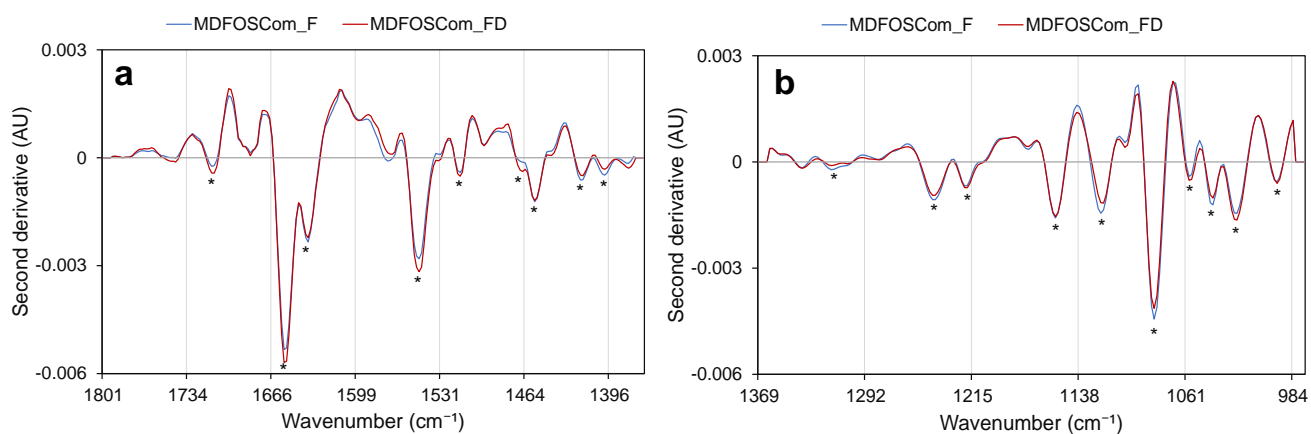 MDFOSCom_F MDFOSCom_FD
a
0.003
0
-0.003
-0.006
Second derivative (AU)
1801 1734 1666 1599 1531 1464 1396
Wavenumber (cm⁻¹)
* * * * * * * * *
MDFOSCom_F MDFOSCom_FD
b
0.003
0
-0.003
-0.006
Second derivative (AU)
1369 1292 1215 1138 1061 984
Wavenumber (cm⁻¹)
* * * * * * * * * *